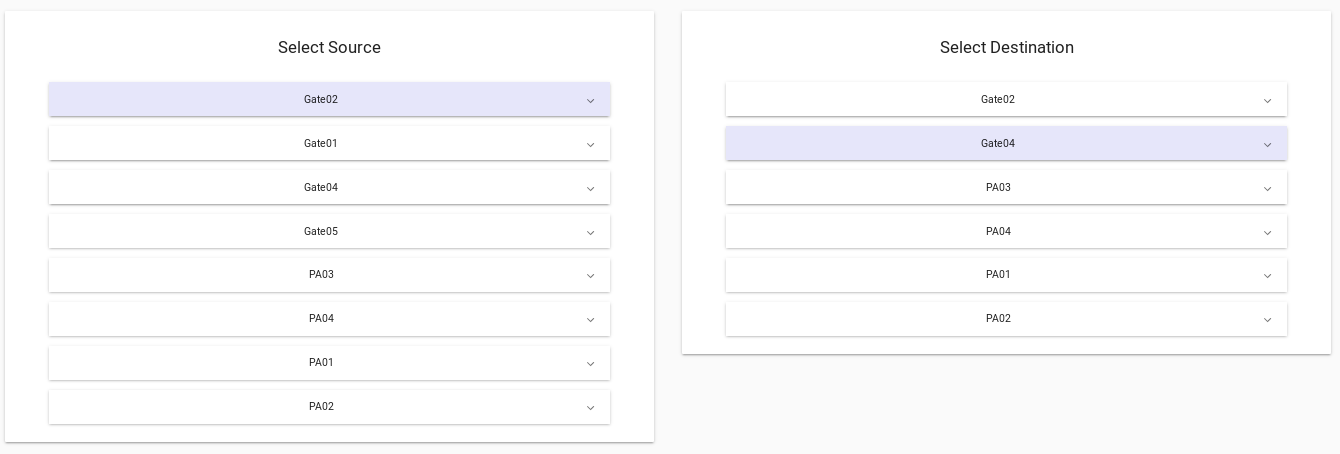 Select Source
Gate02
Gate01
Gate04
Gate05
PA03
PA04
PA01
PA02
Select Destination
Gate02
Gate04
PA03
PA04
PA01
PA02